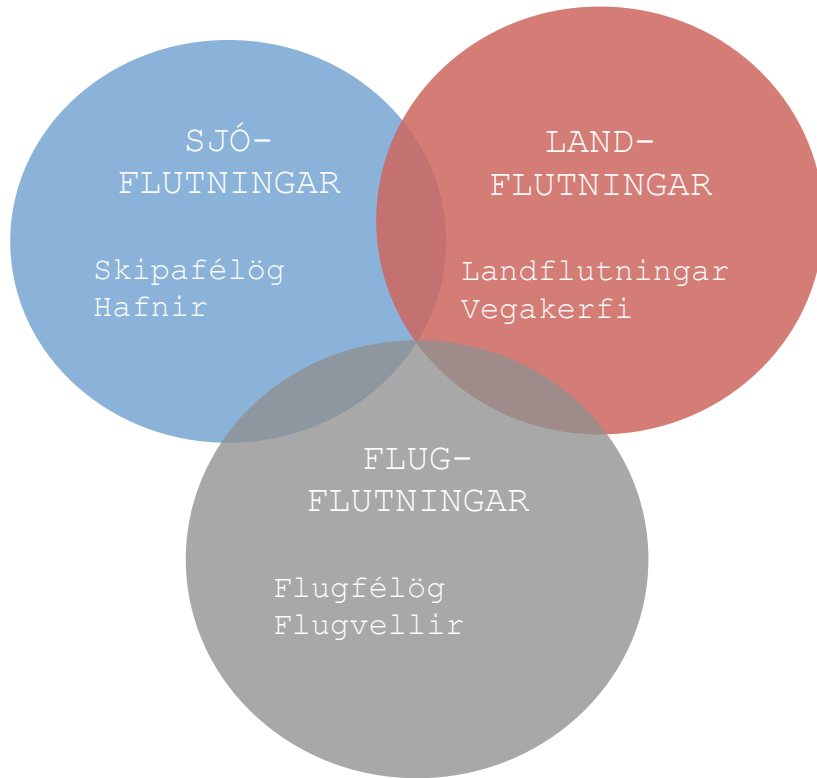 SJÓ-
FLUTNINGAR
Skipafélög
Hafnir
LAND-
FLUTNINGAR
Landflutningar
Vegakerfi
FLUG-
FLUTNINGAR
Flugfélög
Flugvellir